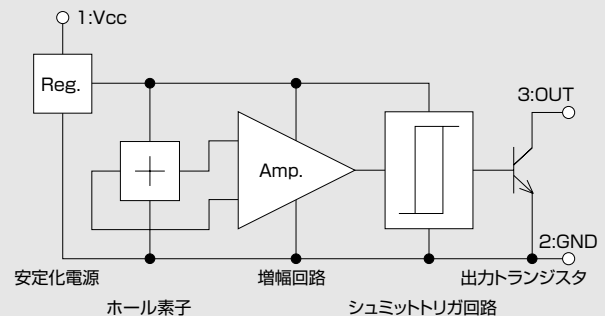 1:Vcc
Reg.
3:OUT
Amp.
2:GND
安定化電源
増幅回路
出力トランジスタ
ホール素子
シュミットトリガ回路